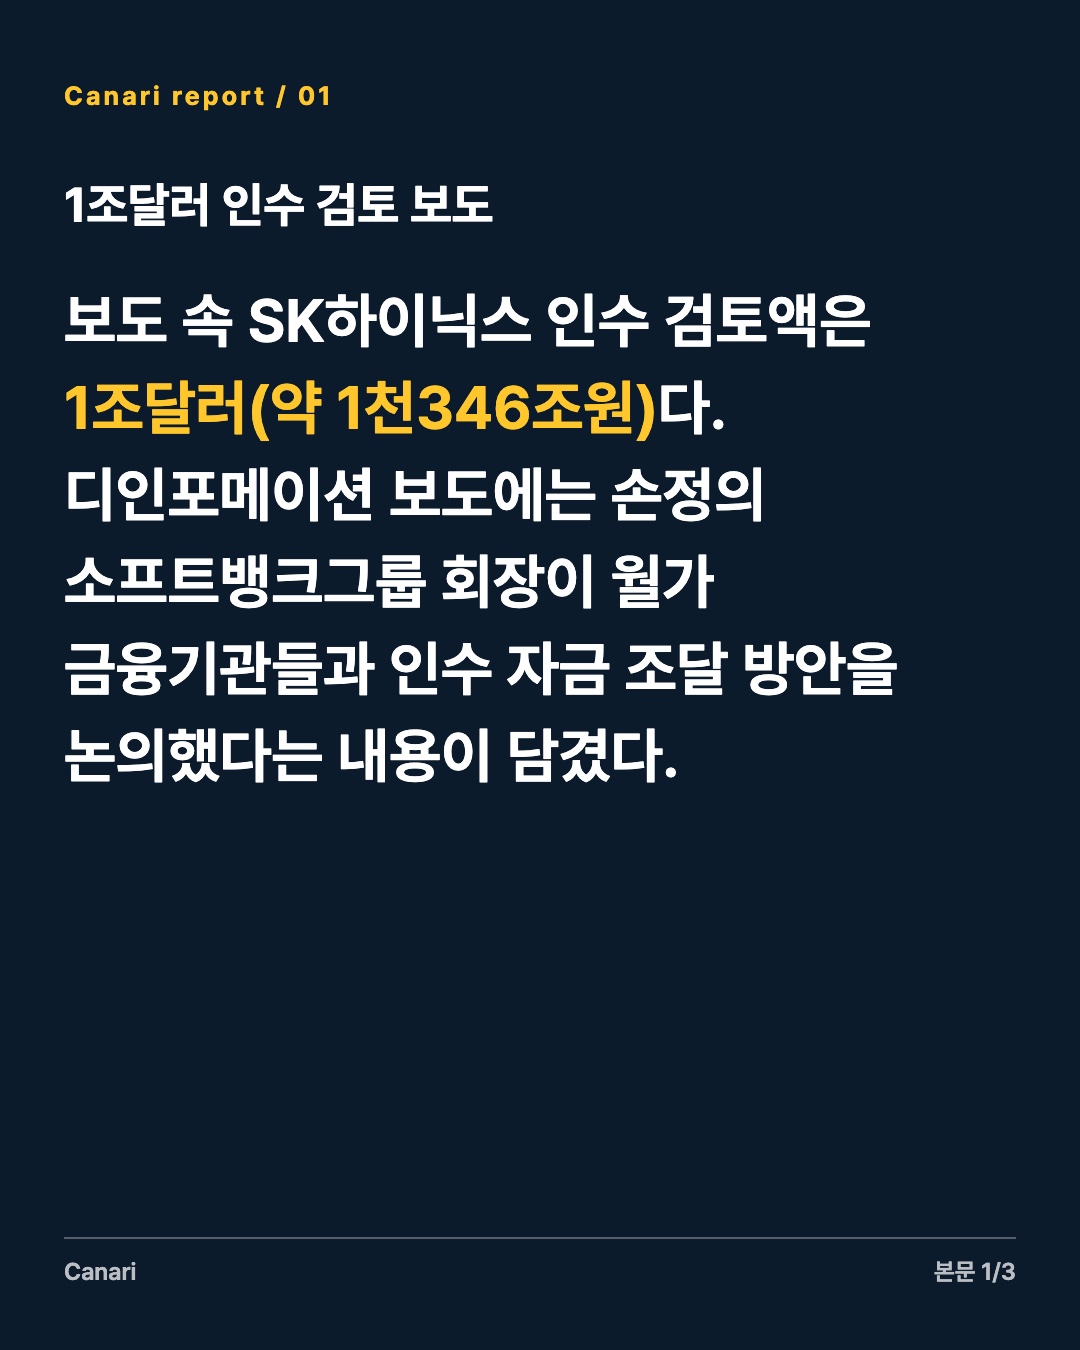 Canari report / 01
1조달러 인수 검토 보도
보도 속 SK하이닉스 인수 검토액은
1조달러(약 1천346조원)다.
디인포메이션 보도에는 손정의
소프트뱅크그룹 회장이 월가
금융기관들과 인수 자금 조달 방안을
논의했다는 내용이 담겼다.
Canari
본문 1/3